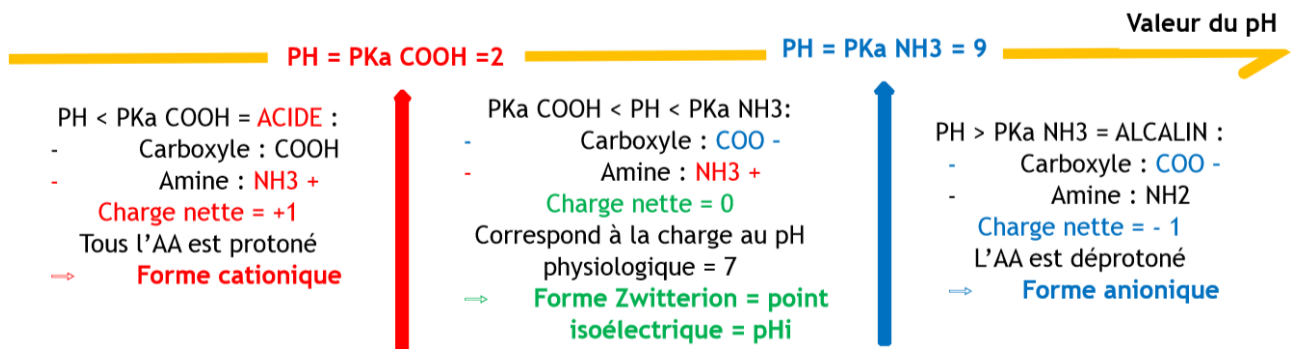 Valeur du pH
PH = PKa COOH =2
PH = PKa NH3 = 9
PH < PKa COOH = ACIDE :
- Carboxyle : COOH
- Amine : NH3 +
Charge nette = +1
Tous l'AA est protoné
⇒ Forme cationique
PKa COOH < PH < PKa NH3:
- Carboxyle : COO -
- Amine : NH3 +
Charge nette = 0
Correspond à la charge au pH
physiologique = 7
⇒ Forme Zwitterion = point
isoélectrique = pHi
PH > PKa NH3 = ALCALIN :
- Carboxyle : COO -
- Amine : NH2
Charge nette = - 1
L'AA est déprotoné
⇒ Forme anionique